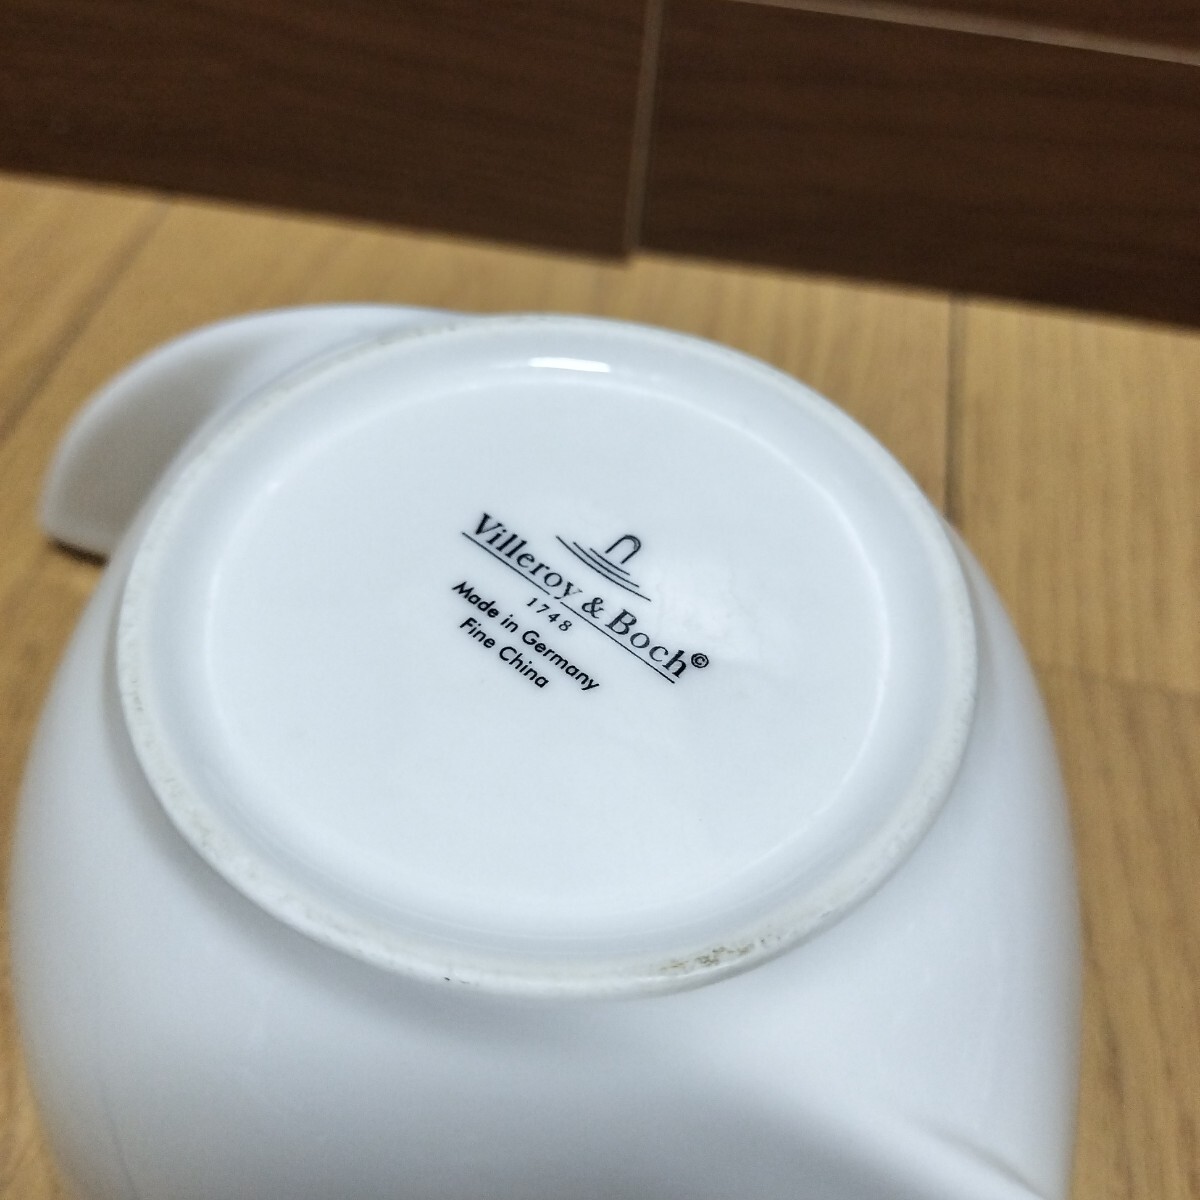 Villeroy & Boch©
1748
Made in Germany
Fine China